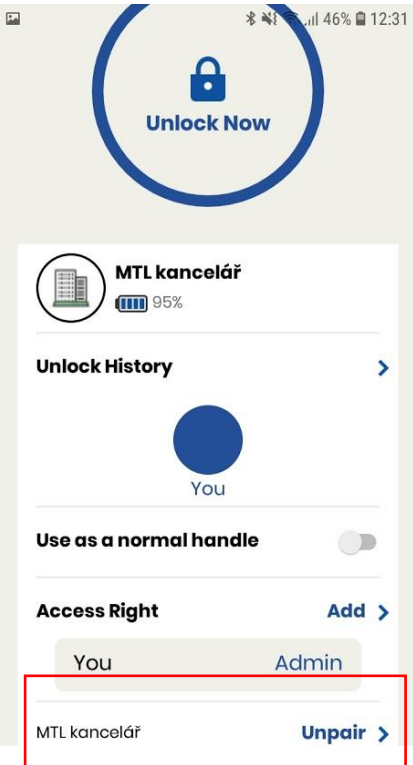 46% 12:31
Unlock Now
MTL kancelář
95%
Unlock History
You
Use as a normal handle
Access Right Add
You Admin
MTL kancelář Unpair